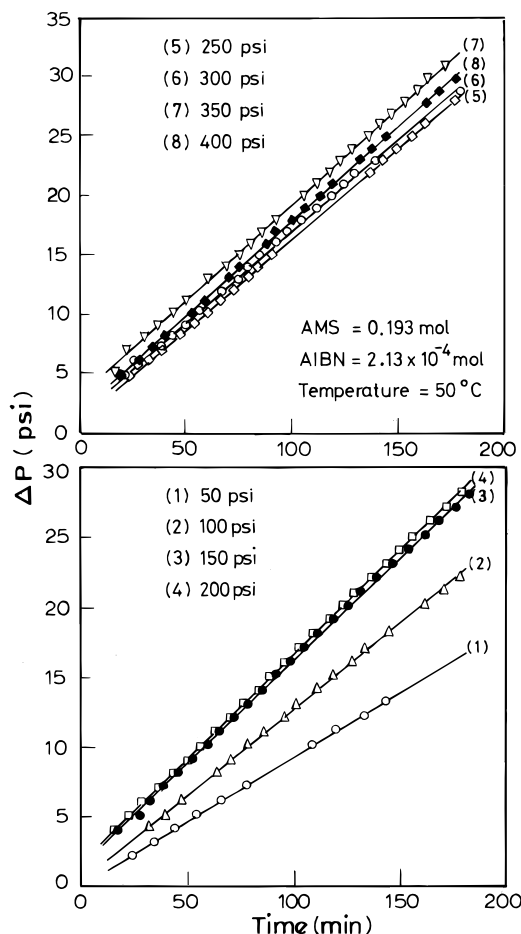 35
30
25
20
15
10
5
0
0 50 100 150 200
(5) 250 psi
(6) 300 psi
(7) 350 psi
(8) 400 psi
(7)
(8)
(6)
(5)
AMS = 0.193 mol
AIBN = 2.13 x 10⁻⁴ mol
Temperature = 50 °C
ΔP (psi)
30
25
20
15
10
5
0
(1) 50 psi
(2) 100 psi
(3) 150 psi
(4) 200 psi
(4)
(3)
(2)
(1)
0 50 100 150 200
Time (min)